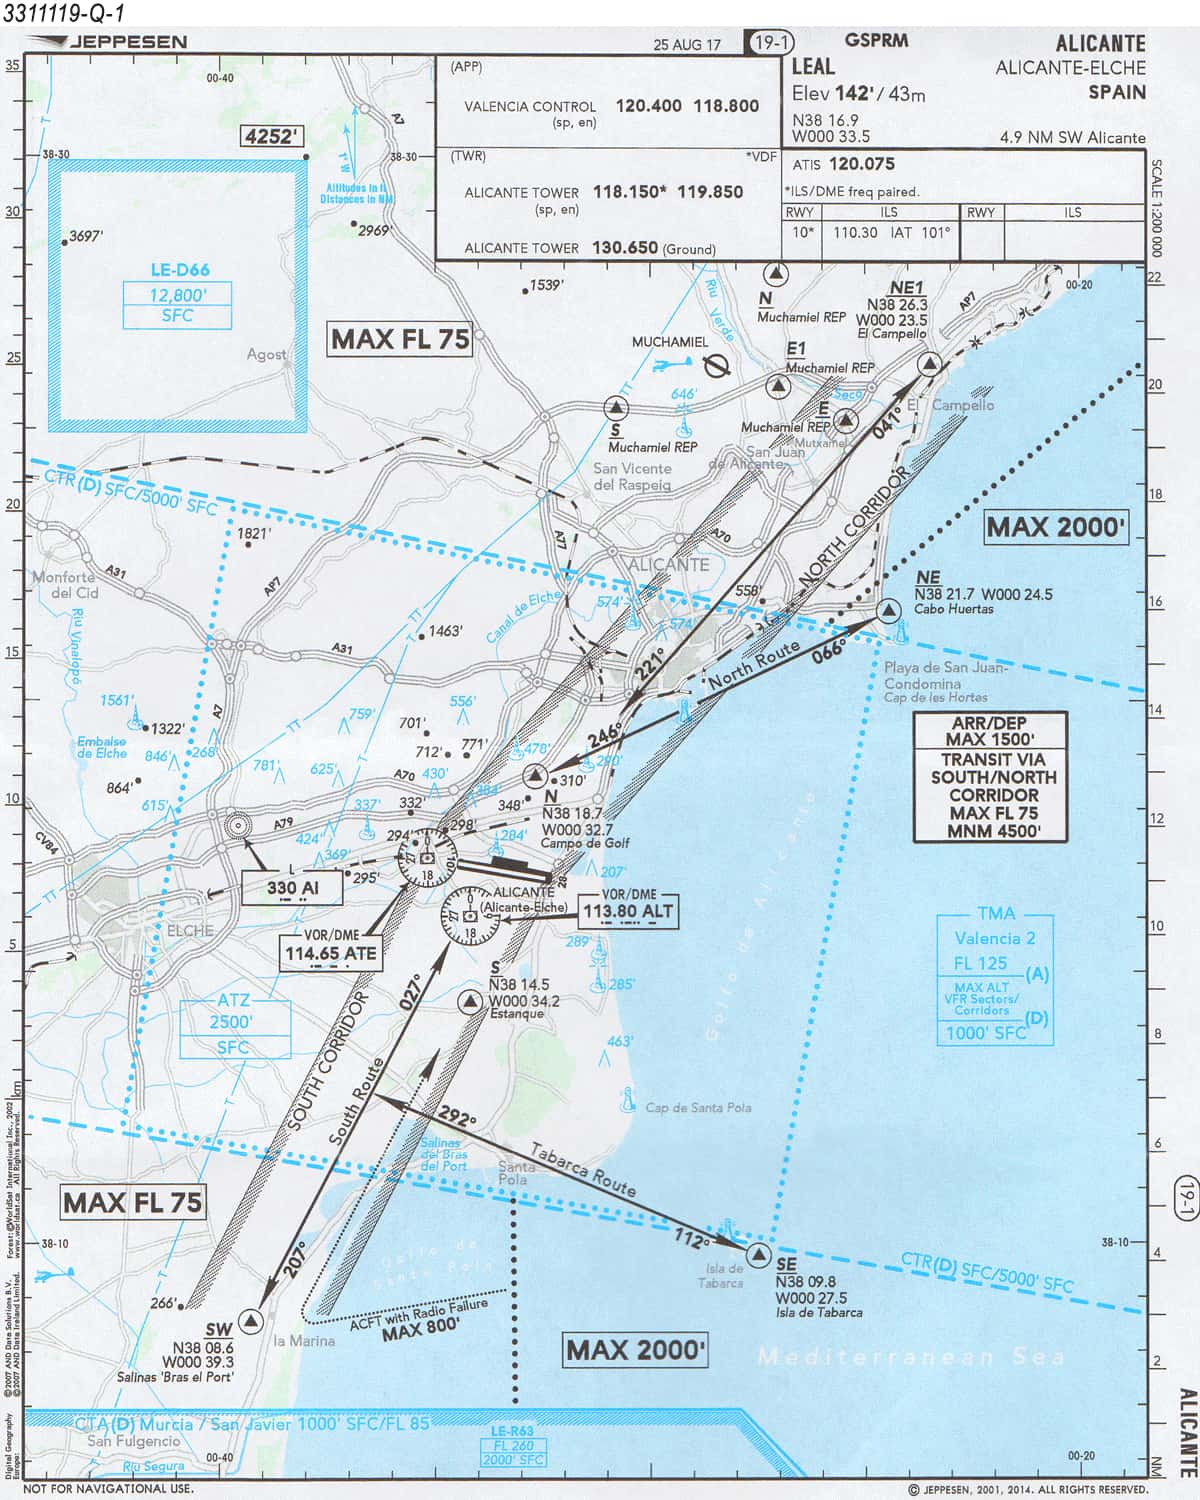 3311119-Q-1
JEPPESEN
25 AUG 17
19-1
GSPRM
ALICANTE
LEAL
ALICANTE-ELCHE
Elev 142'/ 43m
SPAIN
N38 16.9
W000 33.5
4.9 NM SW Alicante
(APP)
VALENCIA CONTROL 120.400 118.800
(sp, en)
(TWR)
*VDF
ALICANTE TOWER 118.150* 119.850
(sp, en)
ALICANTE TOWER 130.650 (Ground)
ATIS 120.075
*ILS/DME freq paired.
RWY ILS RWY ILS
10* 110.30 IAT 101°
SCALE 1:200 000
35
00-40
A7
4252'
38-30
38-30
T'W
Altitudes in ft
Distances in NM
30
3697'
2969'
LE-D66
12,800'
SFC
1539'
MAX FL 75
Agost
25
22
00-20
N
Muchamiel REP
Riu Verde
NE1
N38 26.3
W000 23.5
El Campello
AP7
MUCHAMIEL
E1
Muchamiel REP
646'
Seco
20
S
Muchamiel REP
E
Muchamiel REP
Mutxamel
El Campello
041°
San Juan
de Alicante
San Vicente
del Raspeig
CTR(D) SFC/5000' SFC
20
18
1821'
MAX 2000'
NORTH CORRIDOR
A77
A70
ALICANTE
A31
AP7
Monforte
del Cid
Riu Vinalopó
Canal de Elche
574'
574'
558'
NE
N38 21.7 W000 24.5
Cabo Huertas
16
1463'
15
A31
221°
North Route
066°
Playa de San Juan-
Condomina
Cap de les Hortes
14
1561'
1322'
A7
268'
759'
556'
701'
712'
771'
478'
246°
290'
Embalse
de Elche
846'
781'
625'
430'
384'
310'
864'
A70
ARR/DEP
MAX 1500'
TRANSIT VIA
SOUTH/NORTH
CORRIDOR
MAX FL 75
MNM 4500'
10
12
615'
337'
332'
348'
N
N38 18.7
W000 32.7
Campo de Golf
CV84
A79
424'
294'
298'
284'
369'
295'
207'
L
330 AI
28
ALICANTE
(Alicante-Elche)
VOR/DME
113.80 ALT
VOR/DME
114.65 ATE
ELCHE
5
10
289'
285'
TMA
Valencia 2
FL 125
(A)
MAX ALT
VFR Sectors/
Corridors
(D)
1000' SFC
S
N38 14.5
W000 34.2
Estanque
027°
ATZ
2500'
SFC
SOUTH CORRIDOR
South Route
463'
8
Golfo de Alicante
km
292°
Cap de Santa Pola
Salinas
del Bras
del Port
Santa
Pola
Tabarca Route
6
MAX FL 75
19-1
38-10
112°
38-10
4
Isla de
Tabarca
SE
N38 09.8
W000 27.5
Isla de Tabarca
CTR(D) SFC/5000' SFC
Golfo de
Santa Pola
207°
266'
SW
N38 08.6
W000 39.3
Salinas 'Bras el Port'
la Marina
ACFT with Radio Failure
MAX 800'
MAX 2000'
Mediterranean Sea
2
CTA(D) Murcia / San Javier 1000' SFC/FL 85
San Fulgencio
Riu Segura
00-40
LE-R63
FL 260
2000' SFC
00-20
NM
ALICANTE
Forest: ©WorldSat International Inc., 2002
www.worldsat.ca All Rights Reserved.
©2007 AND Data Solutions B.V.
©2007 AND Data Ireland Limited.
Digital Geography
Europe:
NOT FOR NAVIGATIONAL USE.
© JEPPESEN, 2001, 2014. ALL RIGHTS RESERVED.